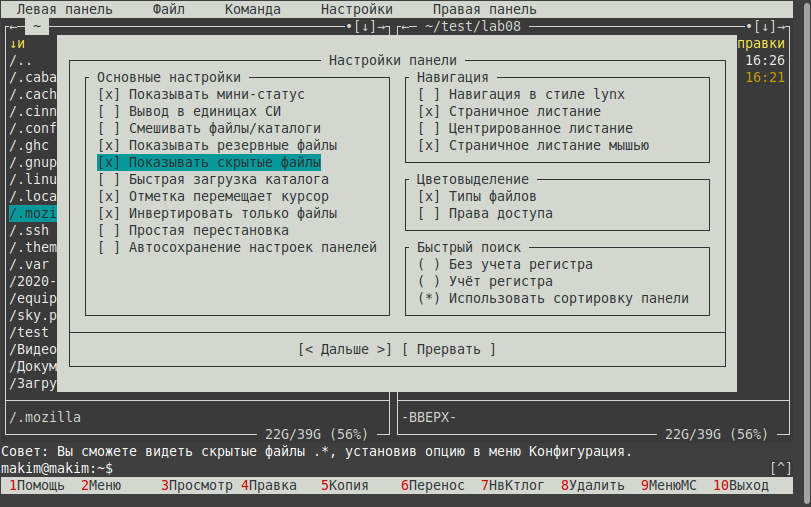 Левая панель Файл Команда Настройки Правая панель
~ •[↓] ~/test/lab08 •[↓]
↓и правки
/.. 16:26
/.caba 16:21
/.cach
/.cinn
/.conf
/.ghc
/.gnup
/.linu
/.loca
/.mozi
/.ssh
/.them
/.var
/2020-
/equip
/sky.p
/test
/Видео
/Докум
/Загру
Настройки панели
Основные настройки
[x] Показывать мини-статус
[ ] Вывод в единицах СИ
[ ] Смешивать файлы/каталоги
[x] Показывать резервные файлы
[x] Показывать скрытые файлы
[ ] Быстрая загрузка каталога
[x] Отметка перемещает курсор
[x] Инвертировать только файлы
[ ] Простая перестановка
[ ] Автосохранение настроек панелей
Навигация
[ ] Навигация в стиле lynx
[x] Страничное листание
[ ] Центрированное листание
[x] Страничное листание мышью
Цветовыделение
[x] Типы файлов
[ ] Права доступа
Быстрый поиск
( ) Без учета регистра
( ) Учёт регистра
(*) Использовать сортировку панели
[< Дальше >] [ Прервать ]
/.mozilla -ВВЕРХ-
22G/39G (56%) 22G/39G (56%)
Совет: Вы сможете видеть скрытые файлы .*, установив опцию в меню Конфигурация.
makim@makim:~$ [^]
1Помощь 2Меню 3Просмотр 4Правка 5Копия 6Перенос 7НвКтлог 8Удалить 9МенюМС 10Выход